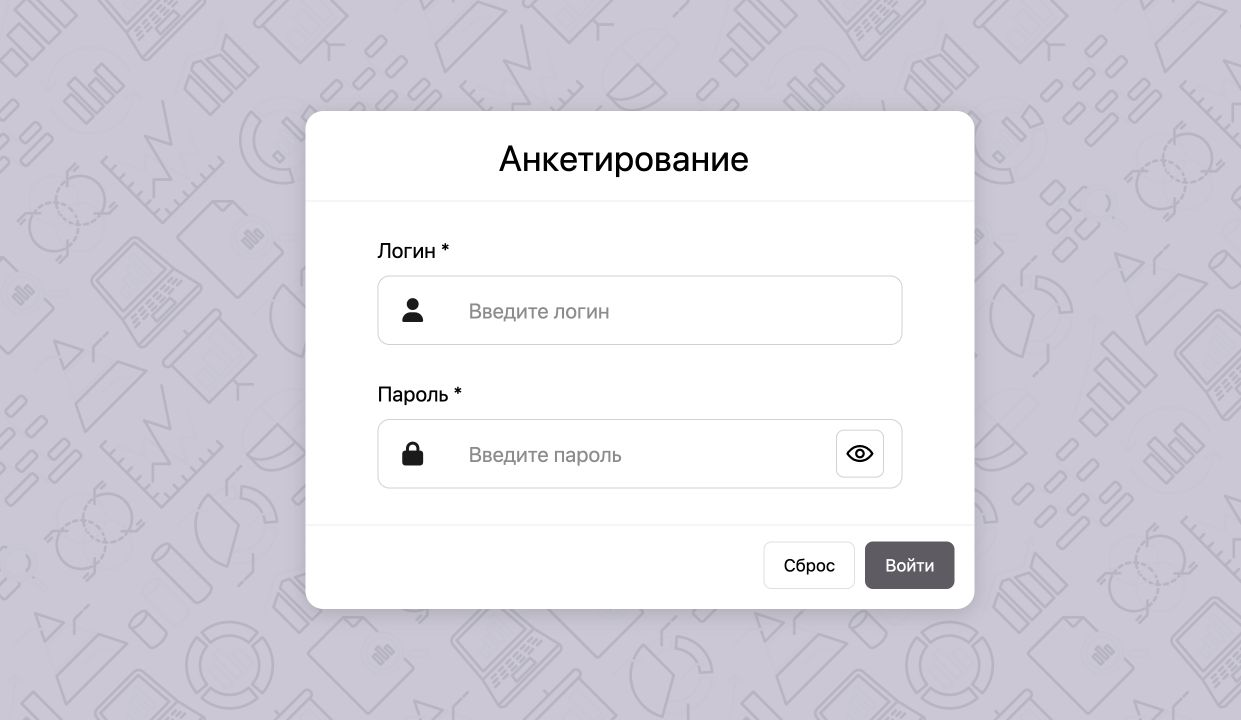 Анкетирование
Логин *
Введите логин
Пароль *
Введите пароль
Сброс
Войти